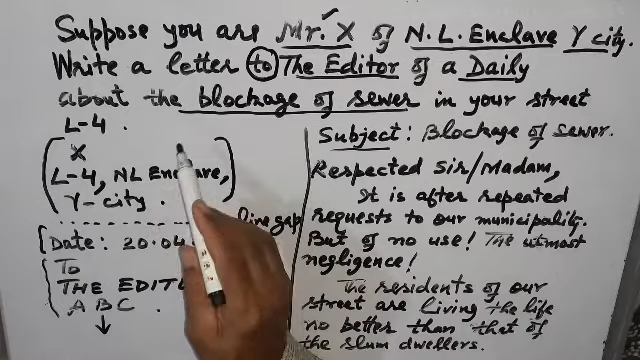 Suppose you are Mr. X of N.L. Enclave Y city.
Write a letter to The Editor of a Daily
about the blockage of sewer in your street
L-4 .
X
L-4, NL Enclave,
Y-city .
line gap
Date: 20.04
To
THE EDIT
ABC .
Subject: Blockage of sewer.
Respected Sir/Madam,
It is after repeated
requests to our municipality.
But of no use! The utmost
negligence!
The residents of our
street are living the life
no better than that of
the slum dwellers.